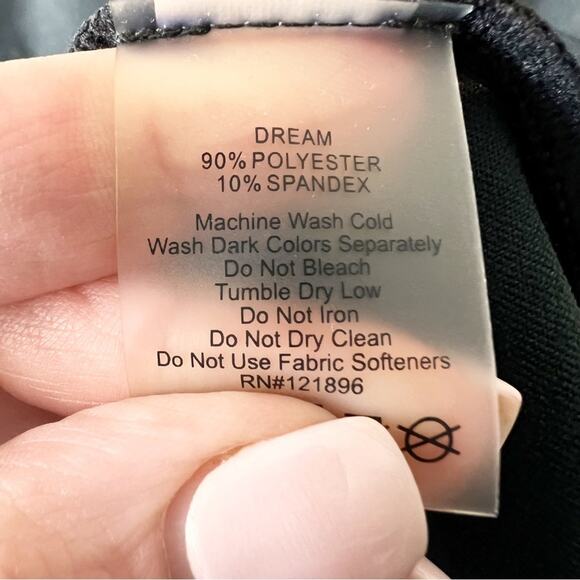 DREAM
90% POLYESTER
10% SPANDEX
Machine Wash Cold
Wash Dark Colors Separately
Do Not Bleach
Tumble Dry Low
Do Not Iron
Do Not Dry Clean
Do Not Use Fabric Softeners
RN#121896